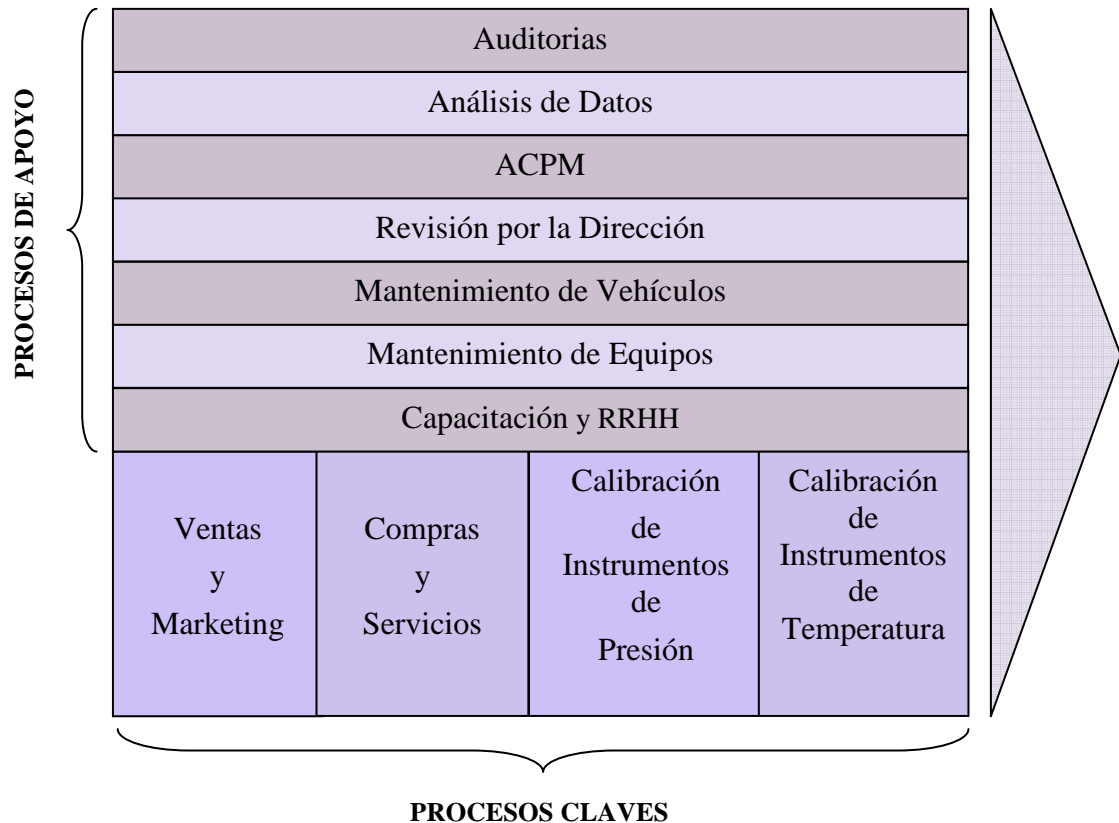 PROCESOS DE APOYO
Auditorias
Análisis de Datos
ACPM
Revisión por la Dirección
Mantenimiento de Vehículos
Mantenimiento de Equipos
Capacitación y RRHH
Ventas
y
Marketing
Compras
y
Servicios
Calibración
de
Instrumentos
de
Presión
Calibración
de
Instrumentos
de
Temperatura
PROCESOS CLAVES